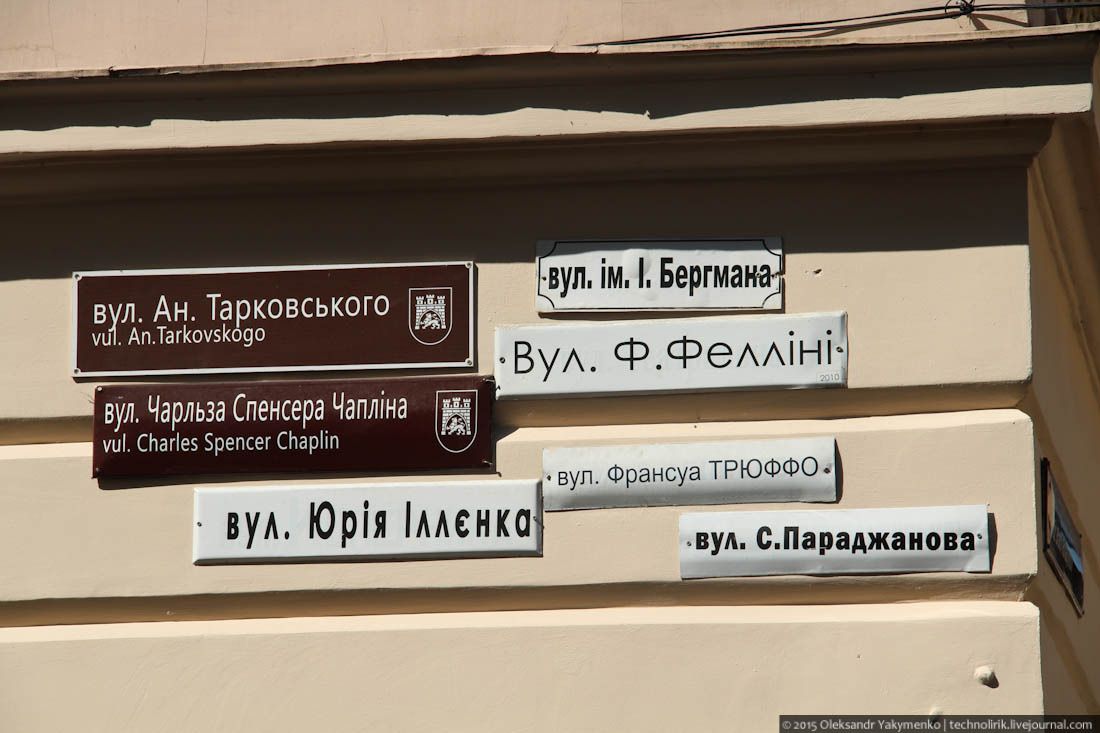 вул. ім. І. Бергмана
вул. Ан. Тарковського
vul. An.Tarkovskogo
Вул. Ф.Фелліні
2010
вул. Чарльза Спенсера Чапліна
vul. Charles Spencer Chaplin
вул. Франсуа ТРЮФФО
вул. Юрія Іллєнка
вул. С.Параджанова
© 2015 Oleksandr Yakymenko | technolirik.livejournal.com